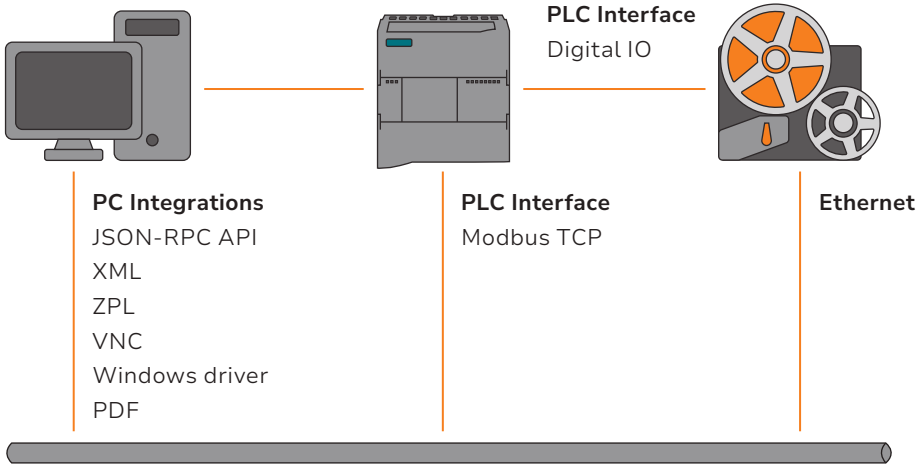 PLC Interface
Digital IO
PC Integrations
JSON-RPC API
XML
ZPL
VNC
Windows driver
PDF
PLC Interface
Modbus TCP
Ethernet